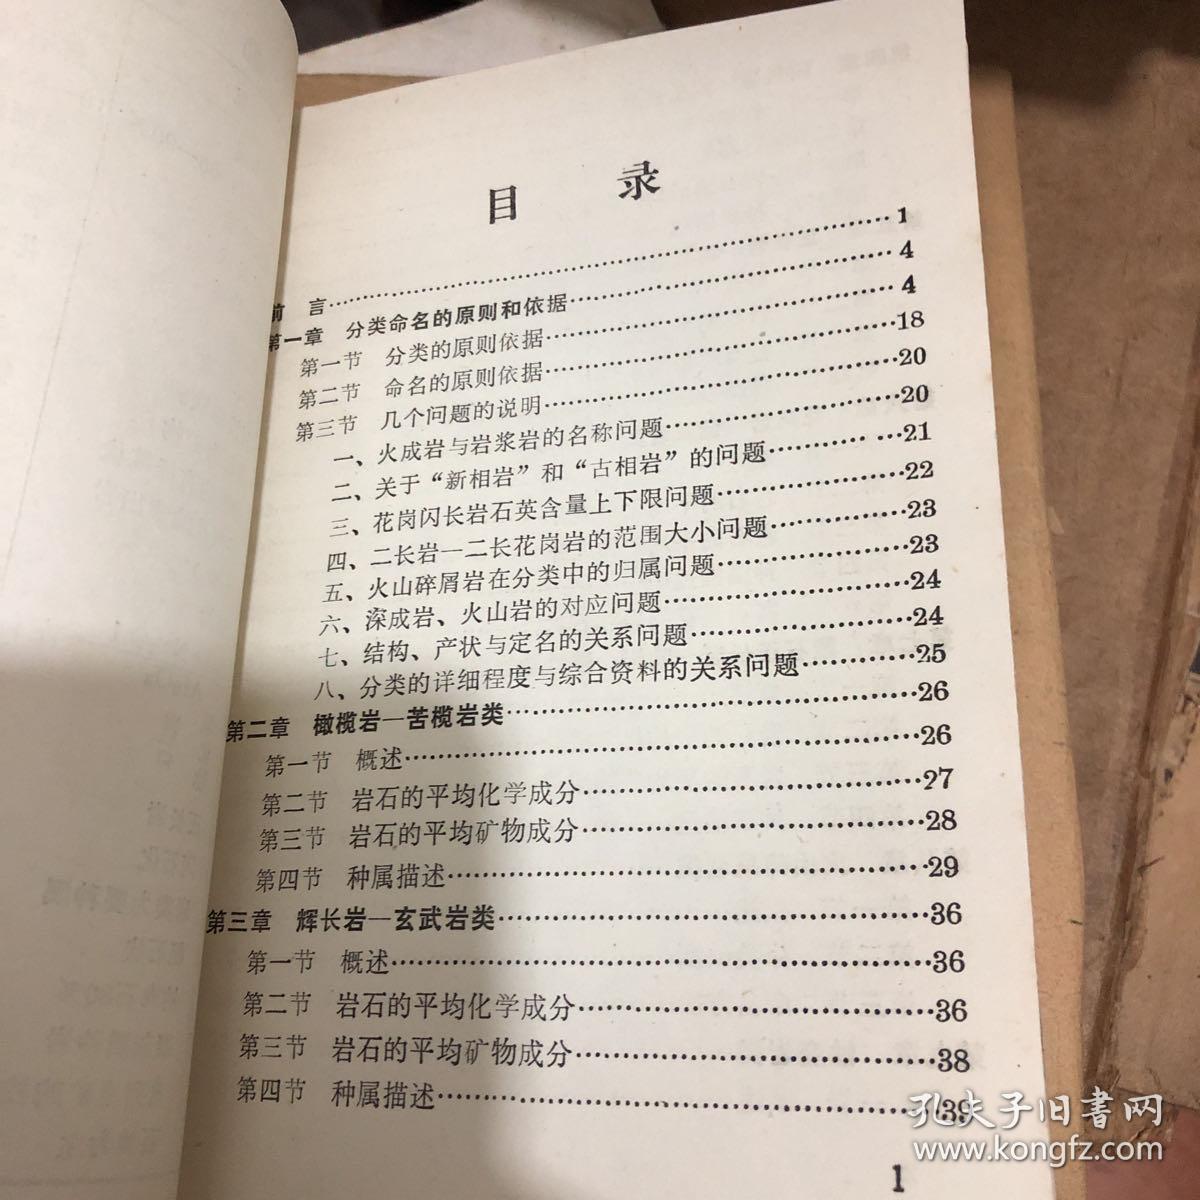 目 录
前 言……1
第一章 分类命名的原则和依据……4
第一节 分类的原则依据……4
第二节 命名的原则依据……18
第三节 几个问题的说明……20
一、火成岩与岩浆岩的名称问题……20
二、关于“新相岩”和“古相岩”的问题……21
三、花岗闪长岩石英含量上下限问题……22
四、二长岩—二长花岗岩的范围大小问题……23
五、火山碎屑岩在分类中的归属问题……23
六、深成岩、火山岩的对应问题……24
七、结构、产状与定名的关系问题……24
八、分类的详细程度与综合资料的关系问题……25
第二章 橄榄岩—苦榄岩类……26
第一节 概述……26
第二节 岩石的平均化学成分……27
第三节 岩石的平均矿物成分……28
第四节 种属描述……29
第三章 辉长岩—玄武岩类……36
第一节 概述……36
第二节 岩石的平均化学成分……36
第三节 岩石的平均矿物成分……38
第四节 种属描述……39
1
孔夫子旧書网
www.kongfz.com